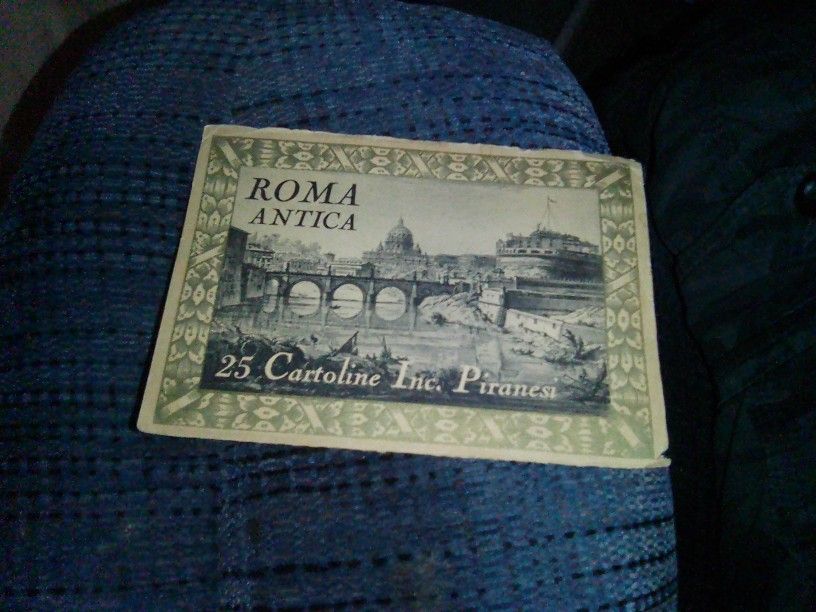 ROMA
ANTICA
25 Cartoline Inc. Piranesi